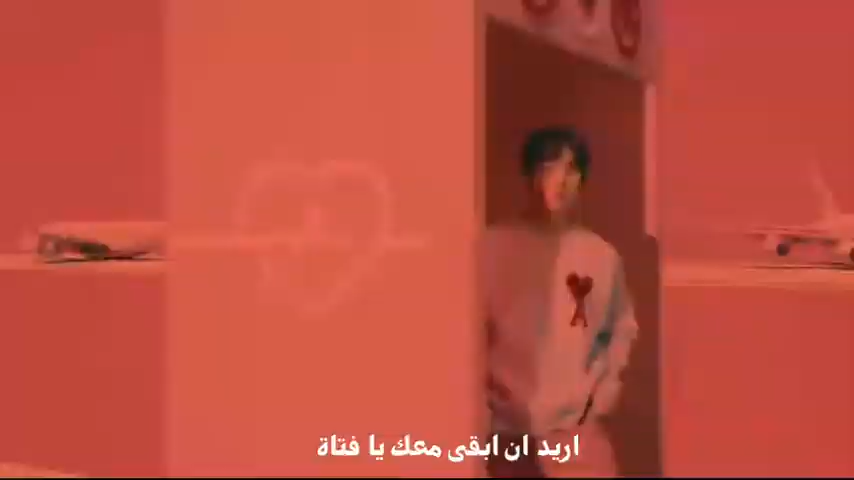 اريد ان ابقى معك يا فتاة